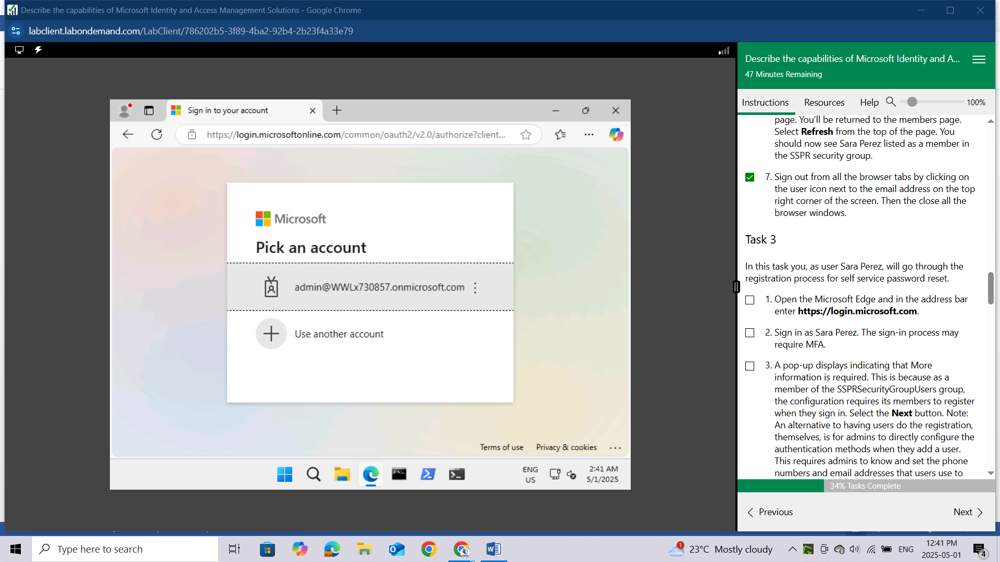 Describe the capabilities of Microsoft Identity and Access Management Solutions - Google Chrome
labclient.labondemand.com/LabClient/786202b5-3f89-4ba2-92b4-2b23f4a33e79
Describe the capabilities of Microsoft Identity and A...
47 Minutes Remaining
Instructions
Resources
Help
100%
Sign in to your account
https://login.microsoftonline.com/common/oauth2/v2.0/authorize?client...
Microsoft
Pick an account
admin@WWLx730857.onmicrosoft.com
Use another account
Terms of use
Privacy & cookies
ENG
US
2:41 AM
5/1/2025
page. You'll be returned to the members page.
Select Refresh from the top of the page. You
should now see Sara Perez listed as a member in
the SSPR security group.
7. Sign out from all the browser tabs by clicking on
the user icon next to the email address on the top
right corner of the screen. Then the close all the
browser windows.
Task 3
In this task you, as user Sara Perez, will go through the
registration process for self service password reset.
1. Open the Microsoft Edge and in the address bar
enter https://login.microsoft.com.
2. Sign in as Sara Perez. The sign-in process may
require MFA.
3. A pop-up displays indicating that More
information is required. This is because as a
member of the SSPRSecurityGroupUsers group,
the configuration requires its members to register
when they sign in. Select the Next button. Note:
An alternative to having users do the registration,
themselves, is for admins to directly configure the
authentication methods when they add a user.
This requires admins to know and set the phone
numbers and email addresses that users use to
34% Tasks Complete
Previous
Next
Type here to search
1
23°C Mostly cloudy
ENG
12:41 PM
2025-05-01
4